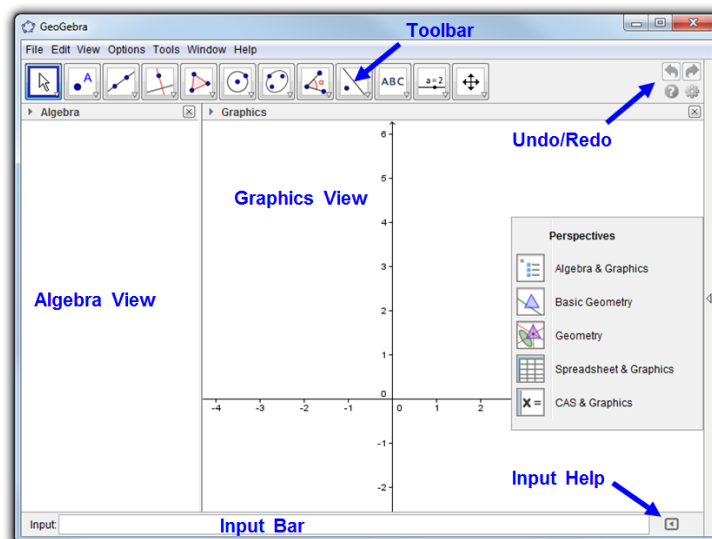 GeoGebra
Toolbar
File Edit View Options Tools Window Help
A
α
ABC
a=2
Undo/Redo
Algebra
Graphics
Graphics View
Algebra View
6
5
4
3
2
1
0
-4 -3 -2 -1 0 1 2
-1
-2
Perspectives
Algebra & Graphics
Basic Geometry
Geometry
Spreadsheet & Graphics
X =
CAS & Graphics
Input Help
Input:
Input Bar